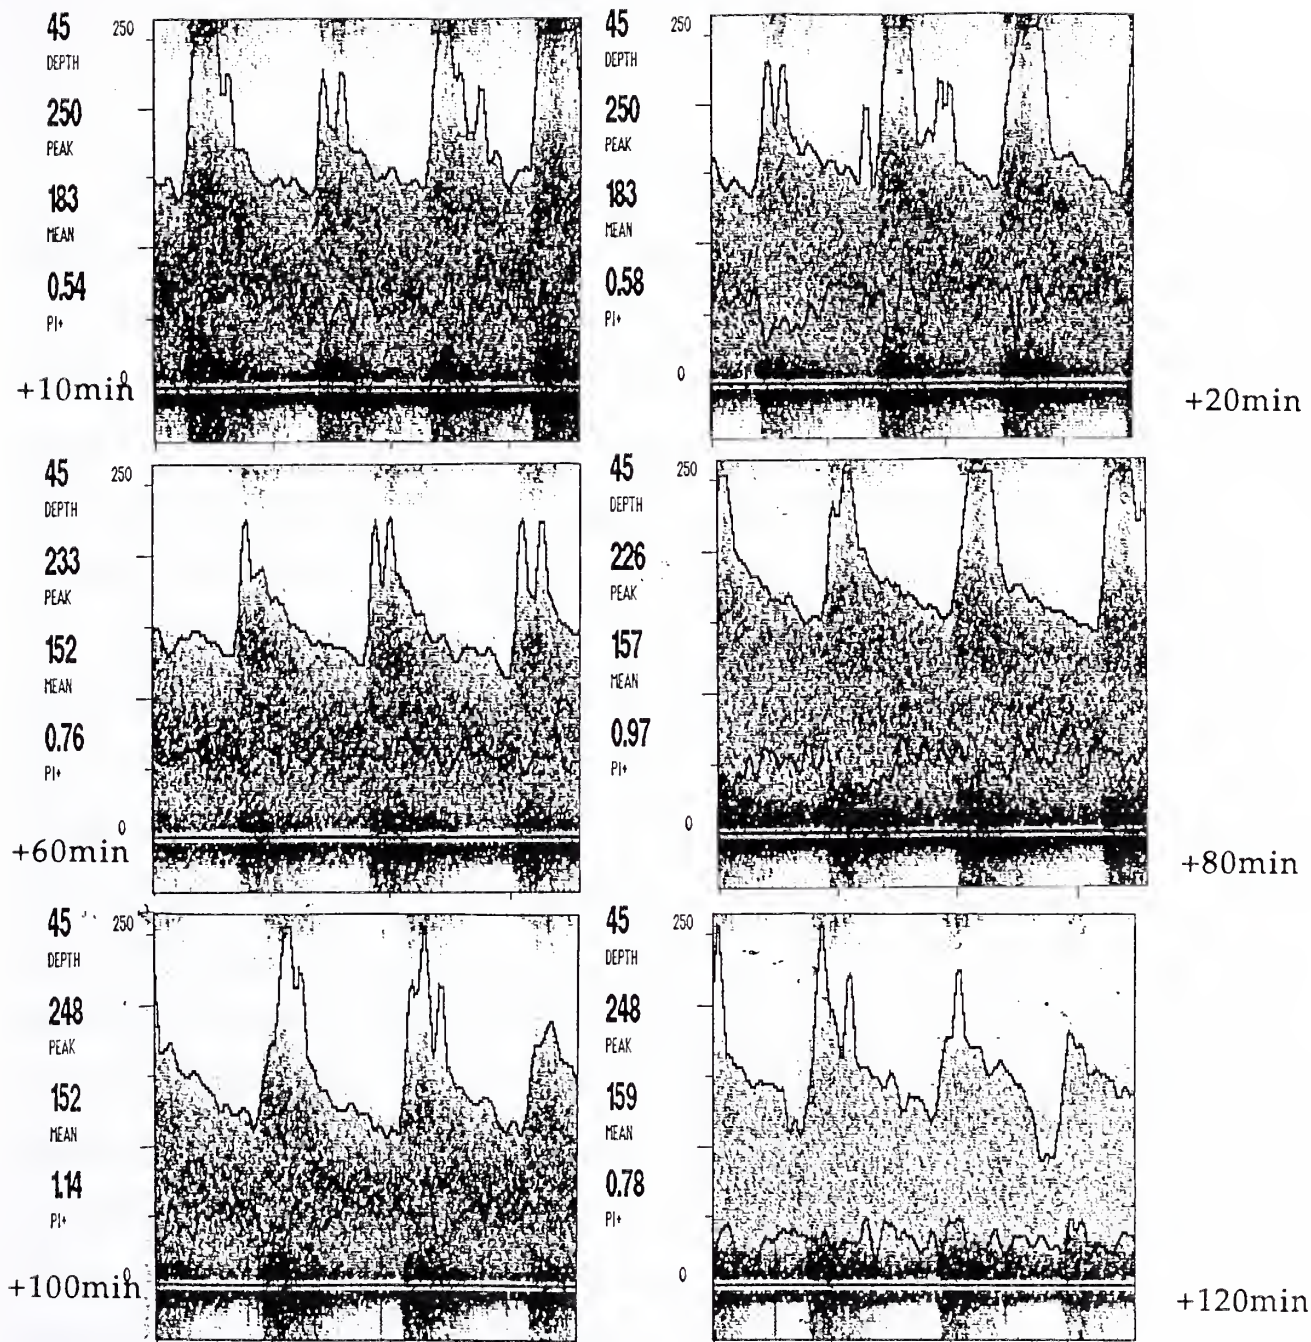 45
DEPTH
250
PEAK
183
MEAN
0.54
PI+
250
0
+10min
45
DEPTH
250
PEAK
183
MEAN
0.58
PI+
250
0
+20min
45
DEPTH
233
PEAK
152
MEAN
0.76
PI+
250
0
+60min
45
DEPTH
226
PEAK
157
MEAN
0.97
PI+
250
0
+80min
45
DEPTH
248
PEAK
152
MEAN
1.14
PI+
250
0
+100min
45
DEPTH
248
PEAK
159
MEAN
0.78
PI+
250
0
+120min